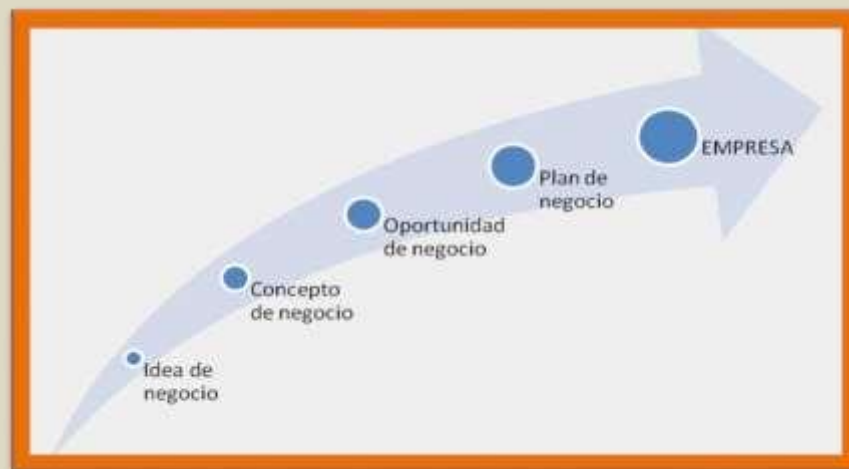 Idea de
negocio
Concepto
de negocio
Oportunidad
de negocio
Plan de
negocio
EMPRESA